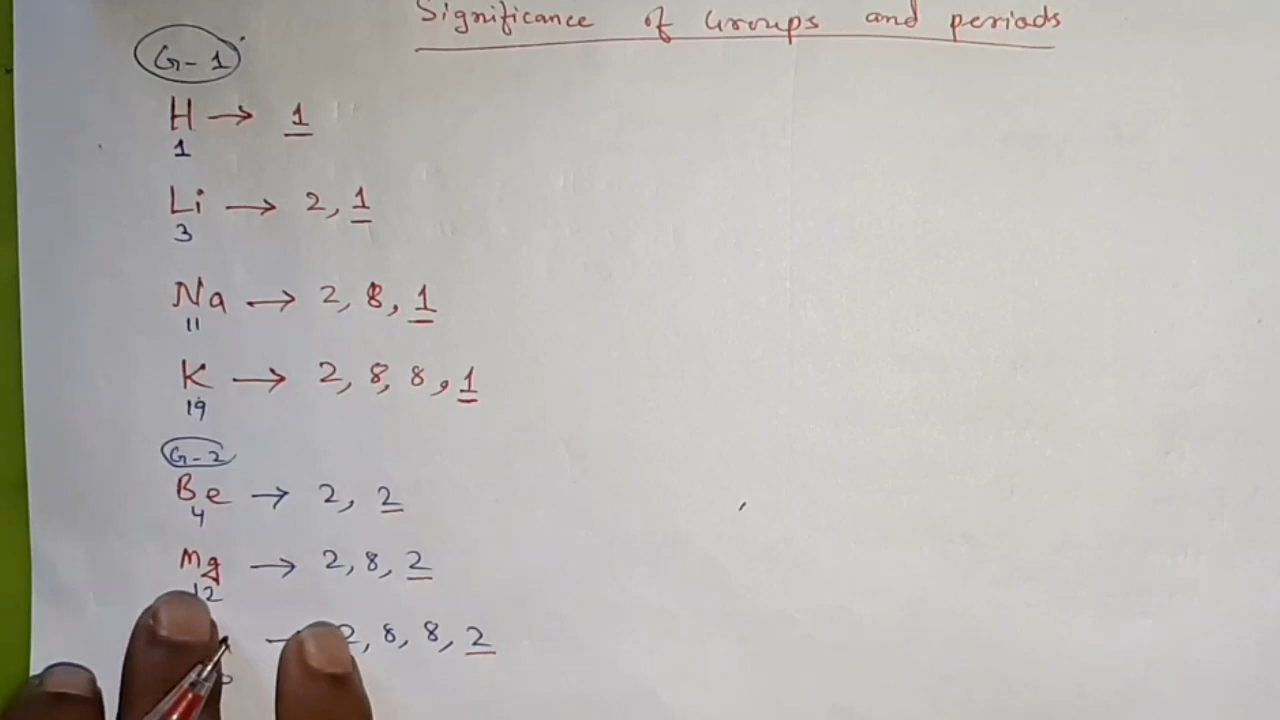 Significance of Groups and periods
G-1
H → 1
1
Li → 2, 1
3
Na → 2, 8, 1
11
K → 2, 8, 8, 1
19
G-2
Be → 2, 2
4
Mg → 2, 8, 2
12
→ 2, 8, 8, 2